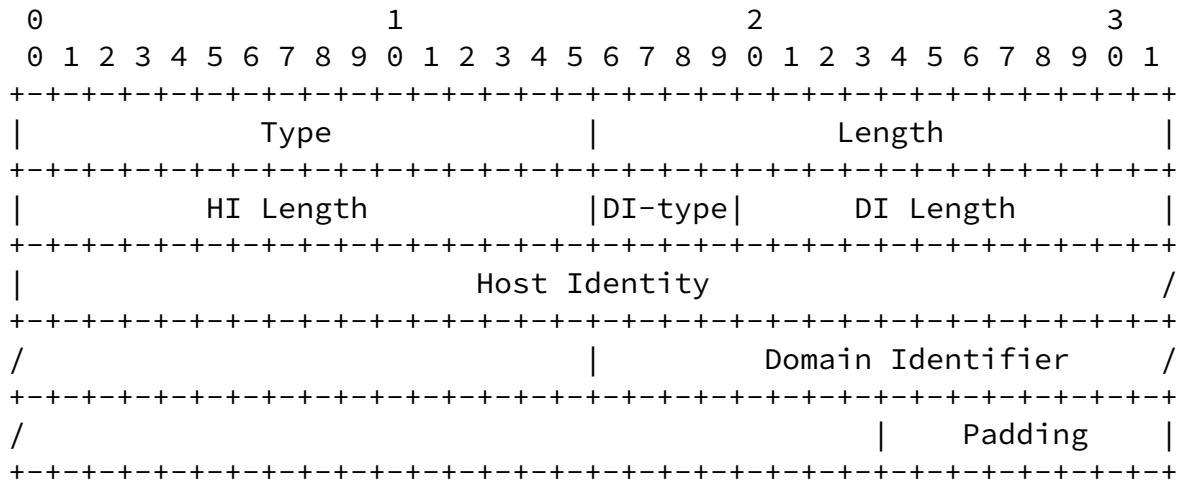 0                   1                   2                   3
 0 1 2 3 4 5 6 7 8 9 0 1 2 3 4 5 6 7 8 9 0 1 2 3 4 5 6 7 8 9 0 1
+-+-+-+-+-+-+-+-+-+-+-+-+-+-+-+-+-+-+-+-+-+-+-+-+-+-+-+-+-+-+-+-+
|             Type              |             Length            |
+-+-+-+-+-+-+-+-+-+-+-+-+-+-+-+-+-+-+-+-+-+-+-+-+-+-+-+-+-+-+-+-+
|          HI Length            |DI-type|      DI Length        |
+-+-+-+-+-+-+-+-+-+-+-+-+-+-+-+-+-+-+-+-+-+-+-+-+-+-+-+-+-+-+-+-+
|                         Host Identity                         /
+-+-+-+-+-+-+-+-+-+-+-+-+-+-+-+-+-+-+-+-+-+-+-+-+-+-+-+-+-+-+-+-+
/                               |         Domain Identifier     /
+-+-+-+-+-+-+-+-+-+-+-+-+-+-+-+-+-+-+-+-+-+-+-+-+-+-+-+-+-+-+-+-+
/                                               |    Padding    |
+-+-+-+-+-+-+-+-+-+-+-+-+-+-+-+-+-+-+-+-+-+-+-+-+-+-+-+-+-+-+-+-+